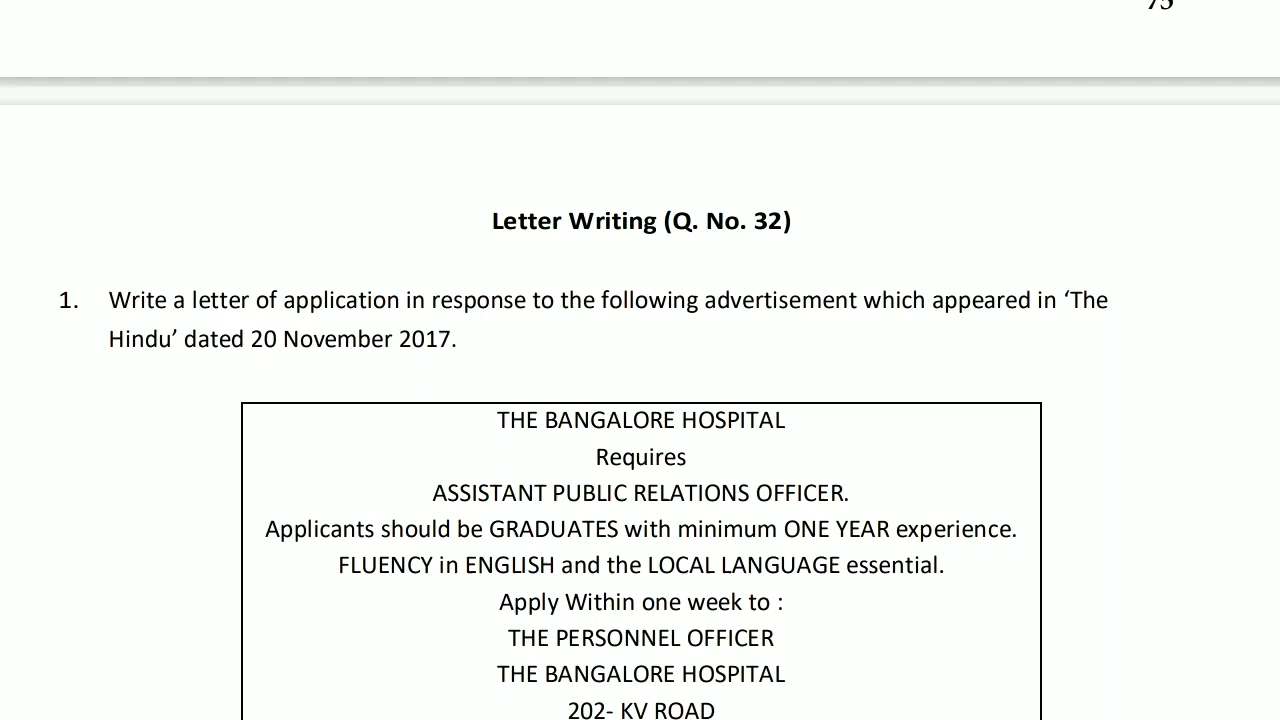 75
Letter Writing (Q. No. 32)
1. Write a letter of application in response to the following advertisement which appeared in ‘The
Hindu’ dated 20 November 2017.
THE BANGALORE HOSPITAL
Requires
ASSISTANT PUBLIC RELATIONS OFFICER.
Applicants should be GRADUATES with minimum ONE YEAR experience.
FLUENCY in ENGLISH and the LOCAL LANGUAGE essential.
Apply Within one week to :
THE PERSONNEL OFFICER
THE BANGALORE HOSPITAL
202- KV ROAD